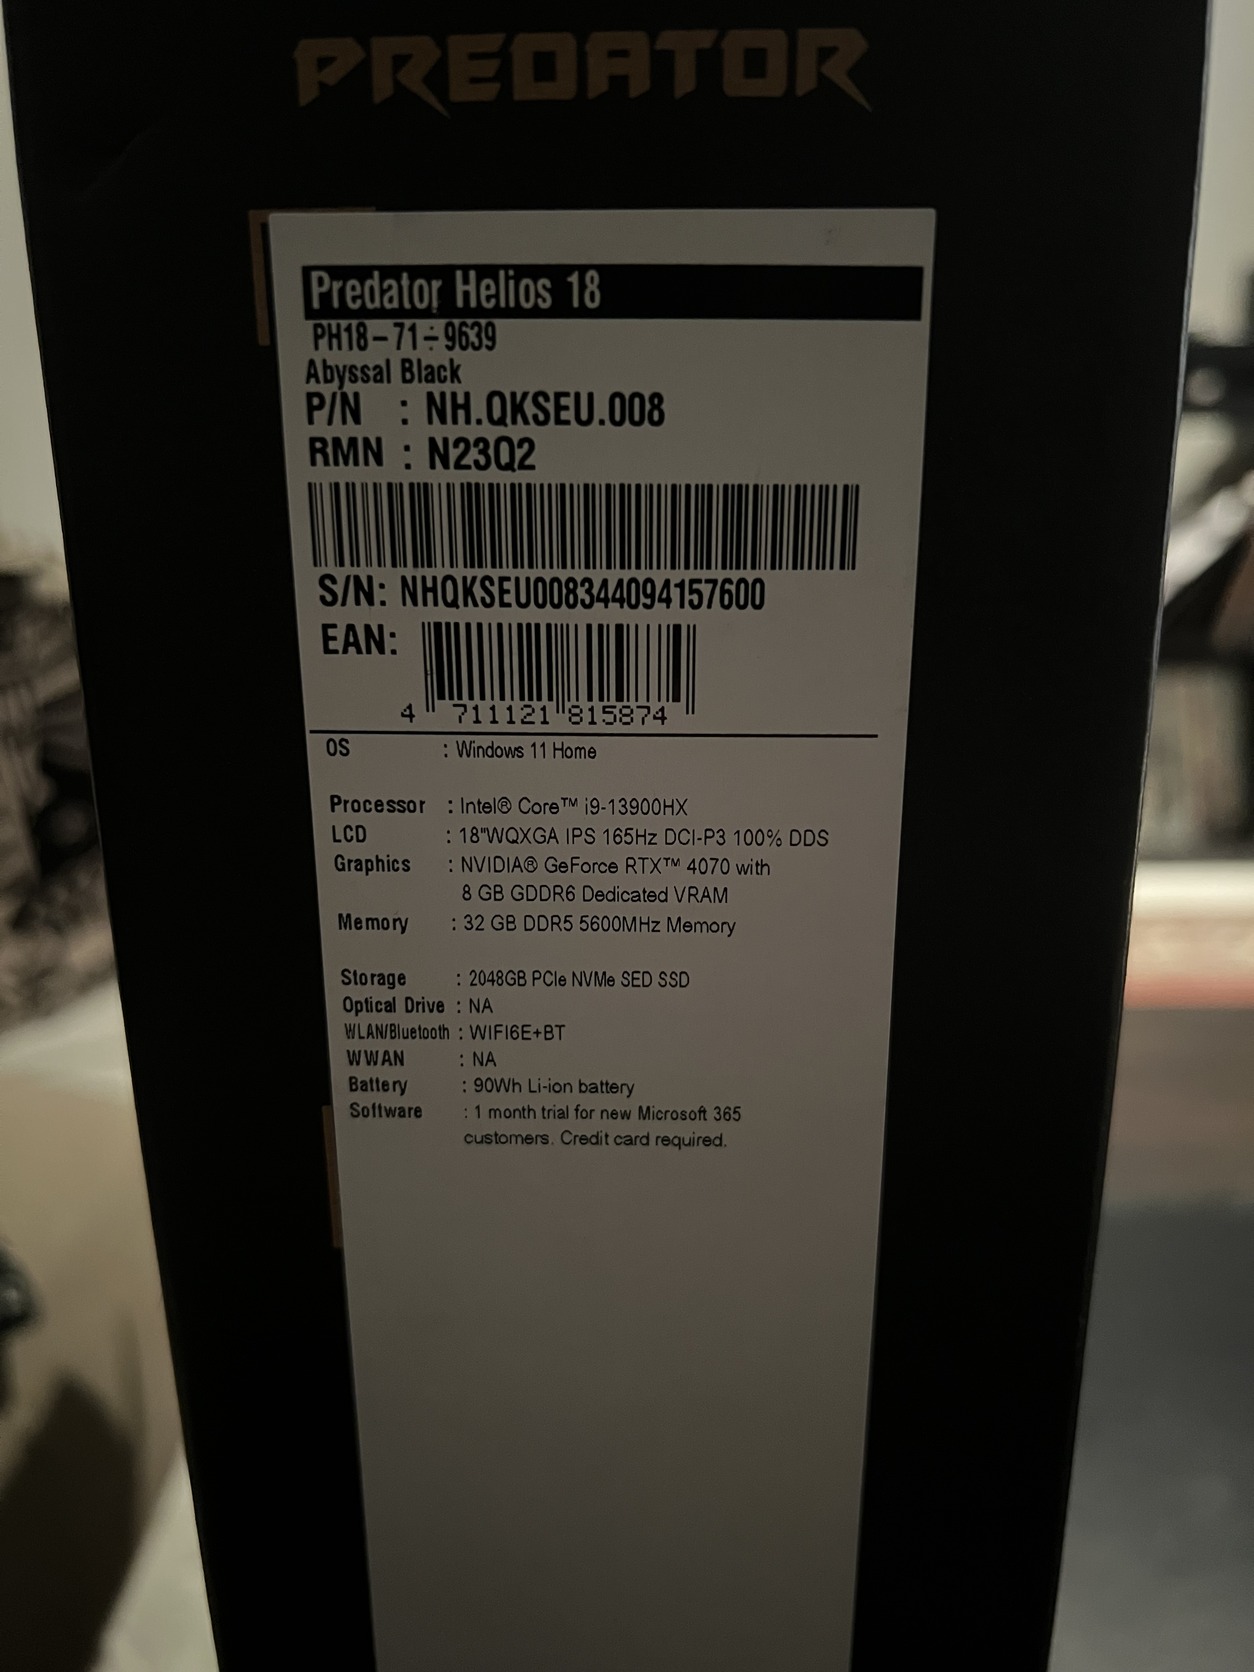 PREDATOR
Predator Helios 18
PH18-71-9639
Abyssal Black
P/N : NH.QKSEU.008
RMN : N23Q2
S/N: NHQKSEU008344094157600
EAN:
4 711121 815874
OS : Windows 11 Home
Processor : Intel® Core™ i9-13900HX
LCD : 18"WQXGA IPS 165Hz DCI-P3 100% DDS
Graphics : NVIDIA® GeForce RTX™ 4070 with
8 GB GDDR6 Dedicated VRAM
Memory : 32 GB DDR5 5600MHz Memory
Storage : 2048GB PCIe NVMe SED SSD
Optical Drive : NA
WLAN/Bluetooth : WIFI6E+BT
WWAN : NA
Battery : 90Wh Li-ion battery
Software : 1 month trial for new Microsoft 365
customers. Credit card required.